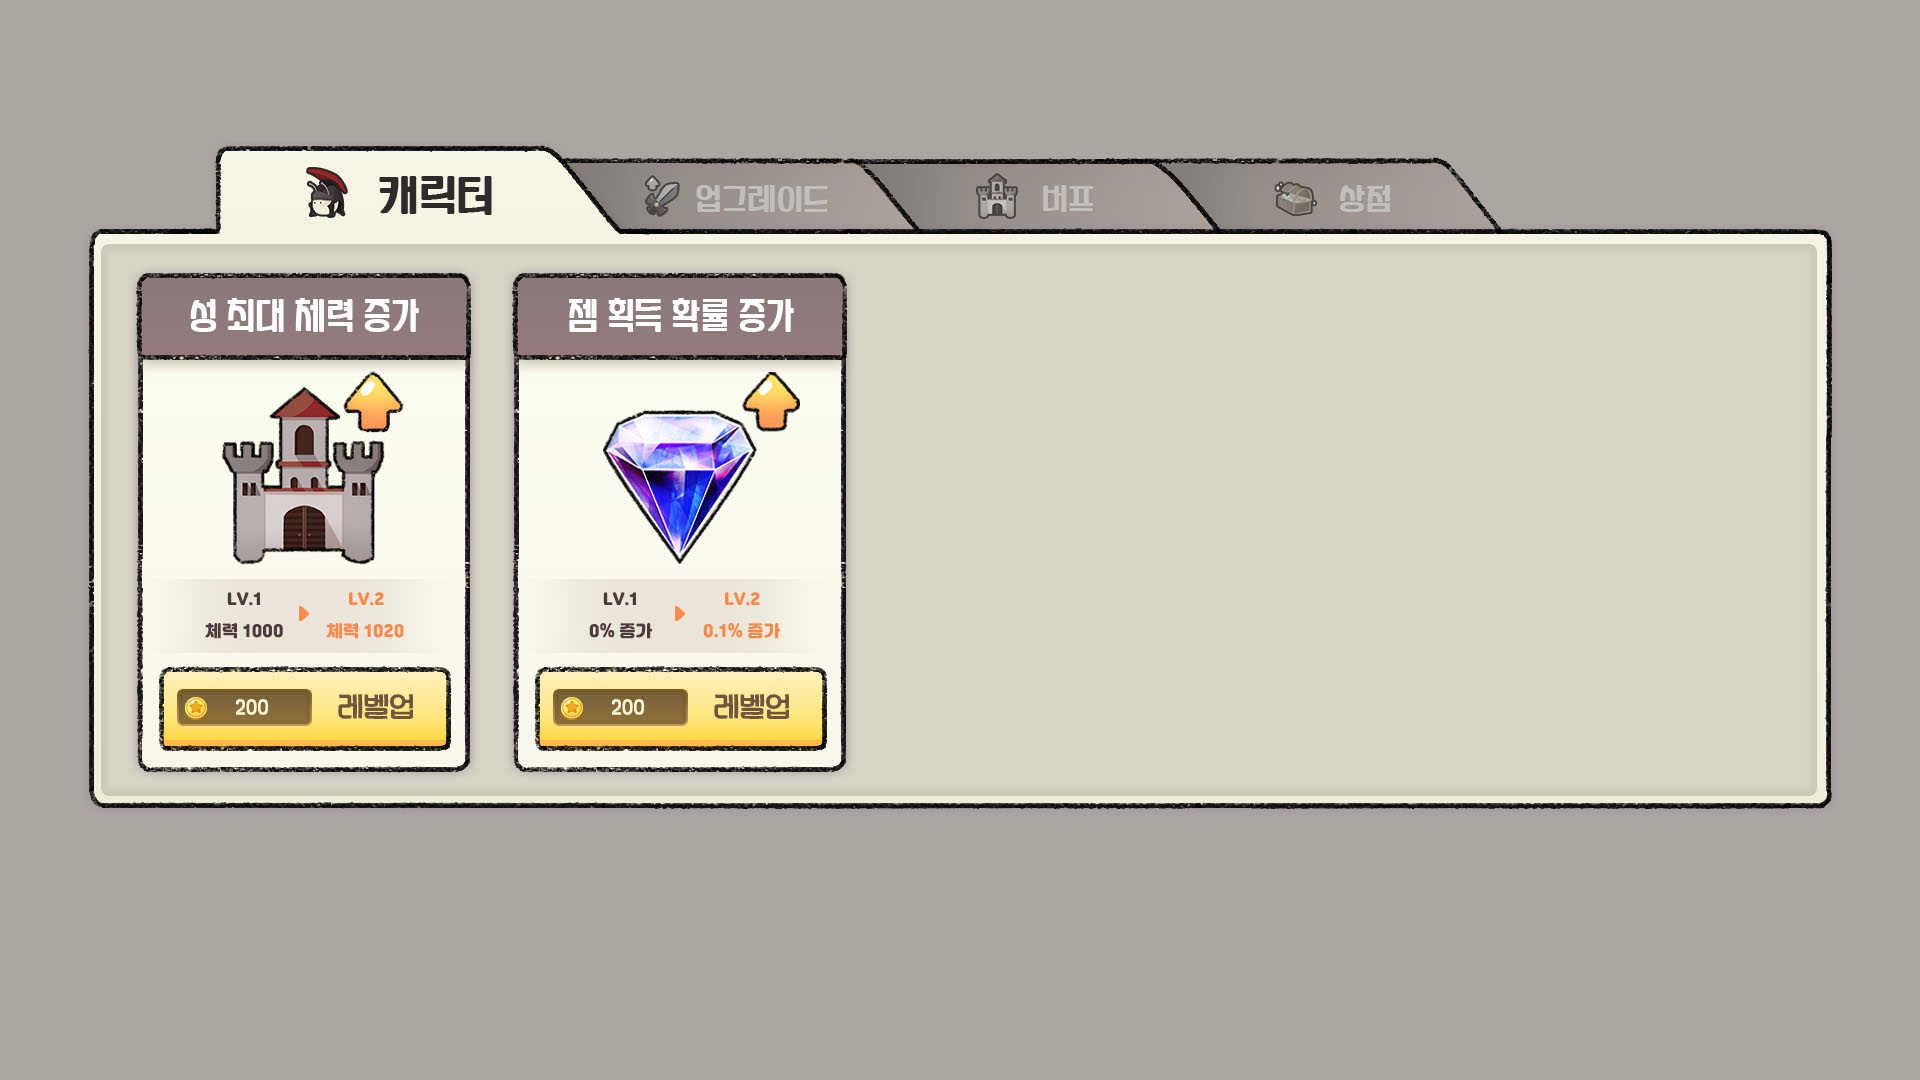 캐릭터
업그레이드
버프
상점
성 최대 체력 증가
LV.1
LV.2
체력 1000
체력 1020
200
레벨업
젬 획득 확률 증가
LV.1
LV.2
0% 증가
0.1% 증가
200
레벨업